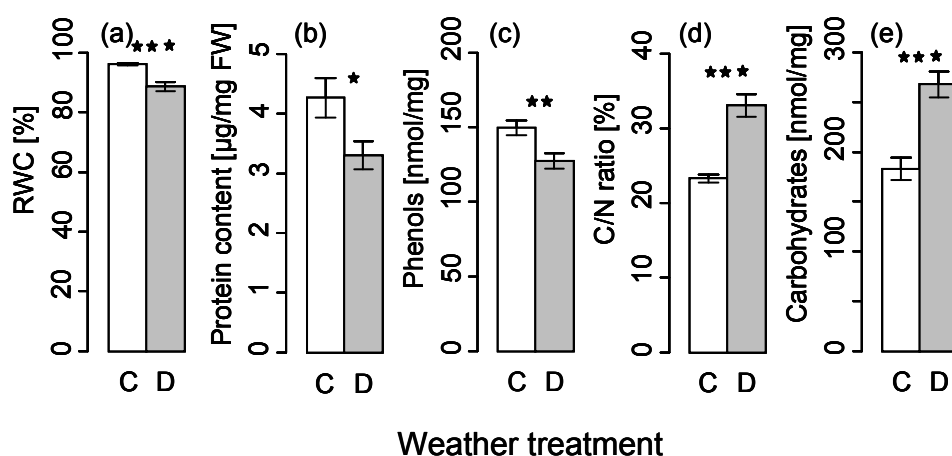 (a)
★★★
RWC [%]
0 20 40 60 80 100
C D
(b)
★
Protein content [µg/mg FW]
0 1 2 3 4 5
C D
(c)
★★
Phenols [nmol/mg]
0 50 100 150 200
C D
(d)
★★★
C/N ratio [%]
0 10 20 30 40
C D
(e)
★★★
Carbohydrates [nmol/mg]
0 100 200 300
C D
Weather treatment